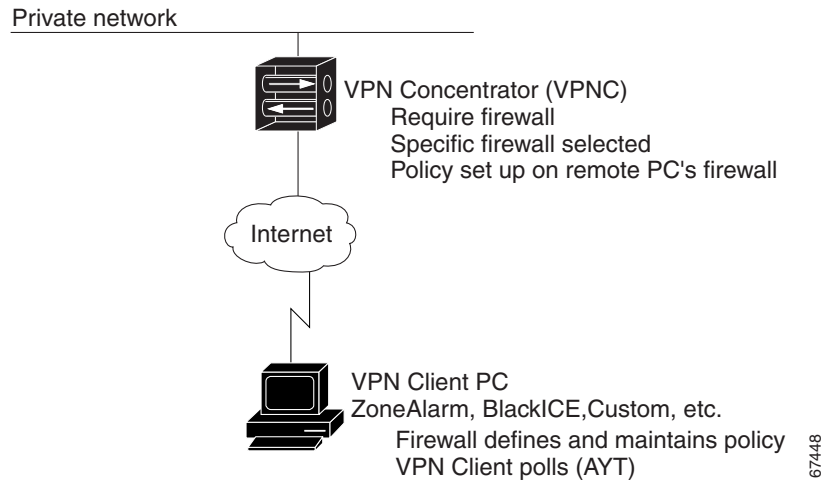 Private network
VPN Concentrator (VPNC)
Require firewall
Specific firewall selected
Policy set up on remote PC's firewall
Internet
VPN Client PC
ZoneAlarm, BlackICE,Custom, etc.
Firewall defines and maintains policy
VPN Client polls (AYT)
67448